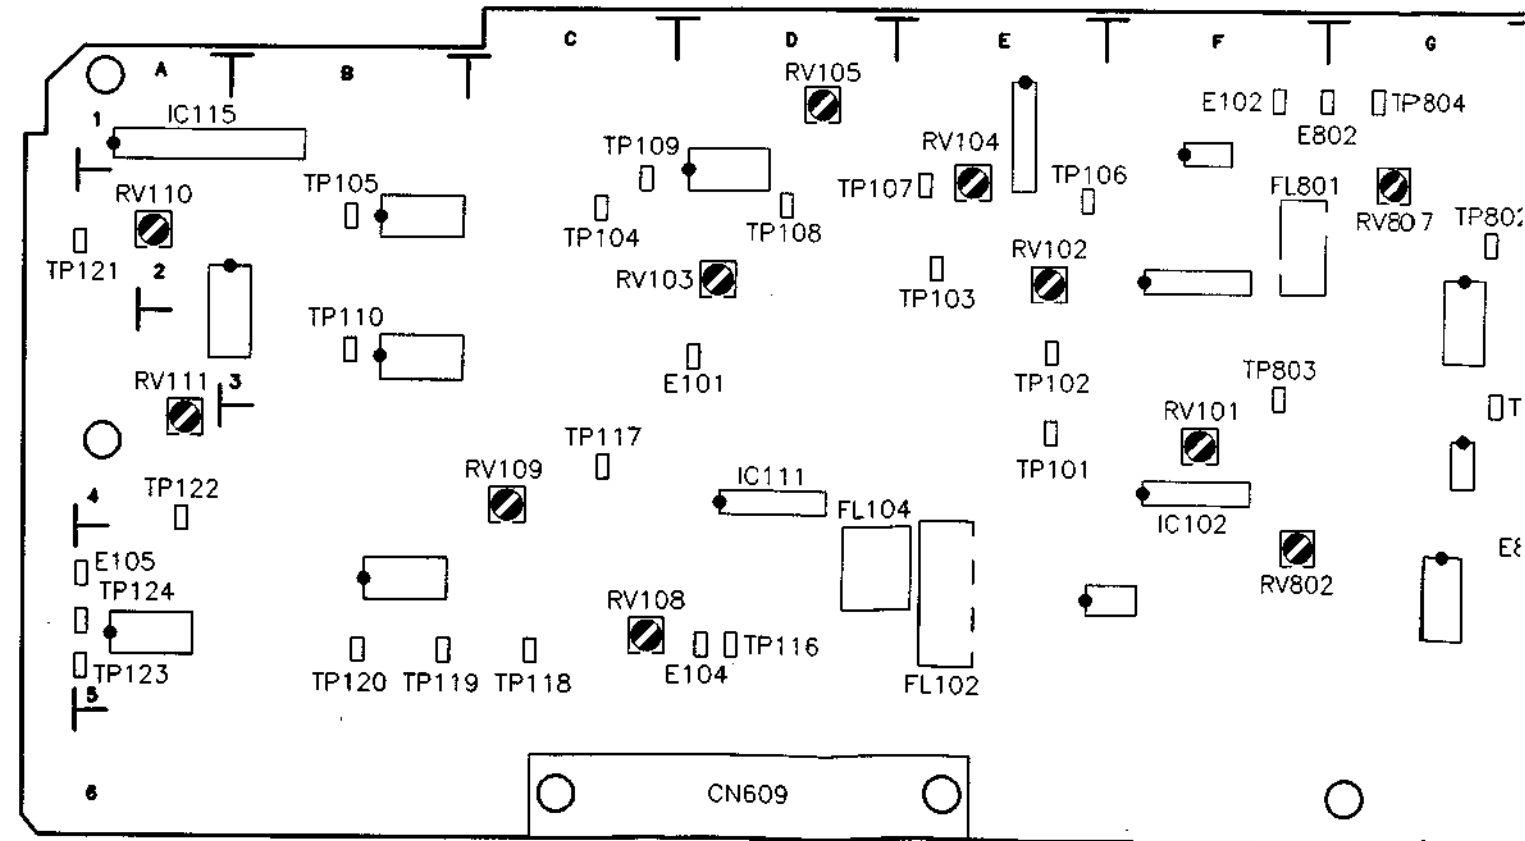 C D E F G
A B
RV105
E102 TP804
1 IC115
E802
TP109 RV104
TP105 TP107 TP106 FL801
RV110
RV807 TP802
TP104 TP108
TP121 2 RV103 RV102
TP103
TP110
RV111 3 E101 TP102 TP803
RV101 T
TP117
RV109 IC111 TP101
4 TP122
FL104 IC102
E105 E8
TP124 RV802
RV108
TP123 TP116
5 TP120 TP119 TP118 E104 FL102
6 CN609